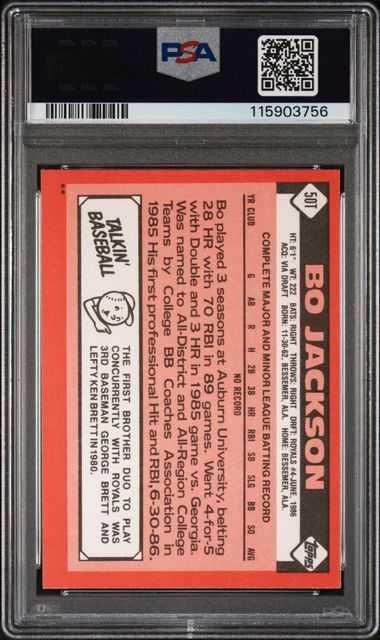 PSA
115903756
50T
BO JACKSON
topps
HT: 6'1" WT: 222 BATS: RIGHT THROWS: RIGHT DRFT: ROYALS #4-JUNE, 1986
ACQ: VIA DRAFT BORN: 11-30-62, BESSEMER, ALA. HOME: BESSEMER, ALA.
COMPLETE MAJOR AND MINOR LEAGUE BATTING RECORD
YR CLUB G AB R H 2B 3B HR RBI SB SLG BB SO AVG
NO RECORD
Bo played 3 seasons at Auburn University, belting
28 HR with 70 RBI in 89 games. Went 4-for-5
with Double and 3 HR in 1985 game vs. Georgia.
Was named to All-District and All-Region College
Teams by College BB Coaches Association in
1985 His first professional Hit and RBI, 6-30-86.
TALKIN'
BASEBALL
THE FIRST BROTHER DUO TO PLAY
CONCURRENTLY WITH ROYALS WAS
3RD BASEMAN GEORGE BRETT AND
LEFTY KEN BRETT IN 1980.
**